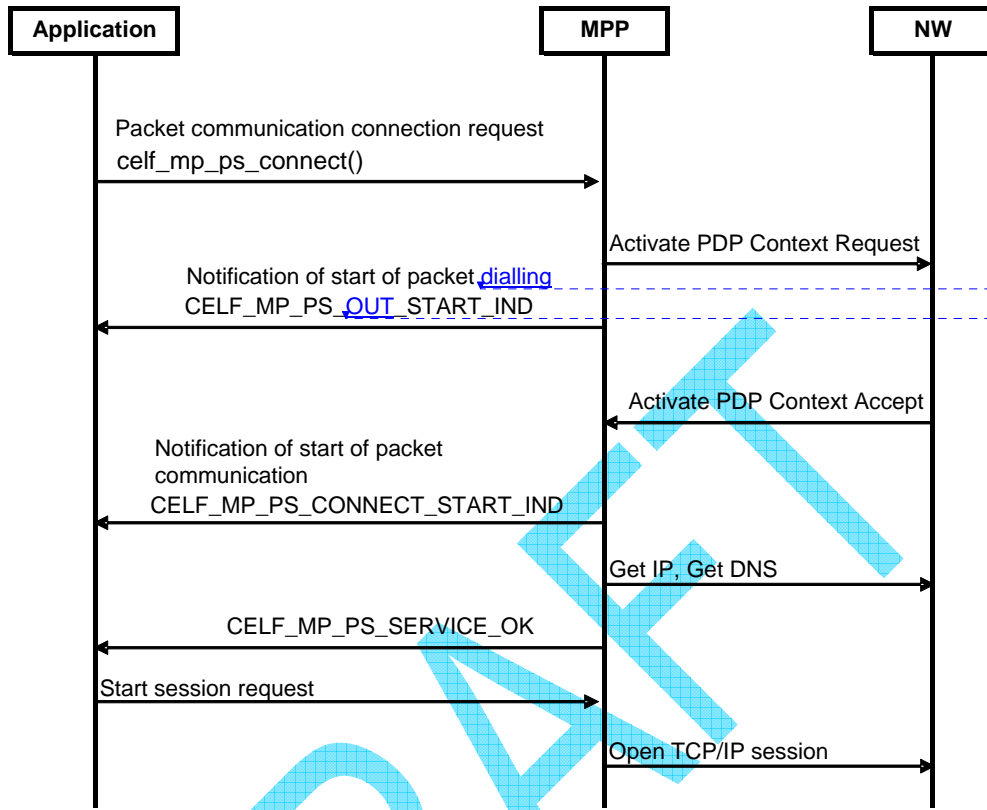 Application
MPP
NW
Packet communication connection request
celf_mp_ps_connect()
Activate PDP Context Request
Notification of start of packet dialling
CELF_MP_PS_OUT_START_IND
Activate PDP Context Accept
Notification of start of packet
communication
CELF_MP_PS_CONNECT_START_IND
Get IP, Get DNS
CELF_MP_PS_SERVICE_OK
Start session request
Open TCP/IP session